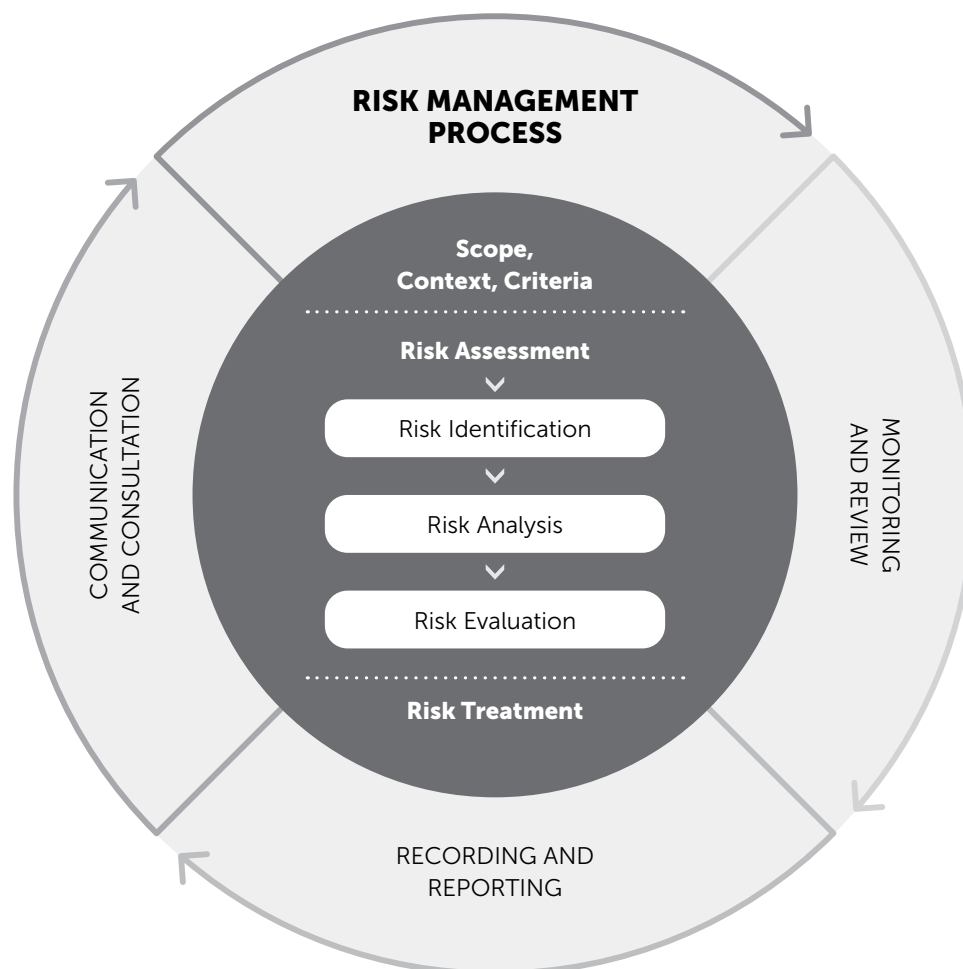 RISK MANAGEMENT
PROCESS
Scope,
Context, Criteria
Risk Assessment
Risk Identification
Risk Analysis
Risk Evaluation
Risk Treatment
COMMUNICATION
AND CONSULTATION
MONITORING
AND REVIEW
RECORDING AND
REPORTING